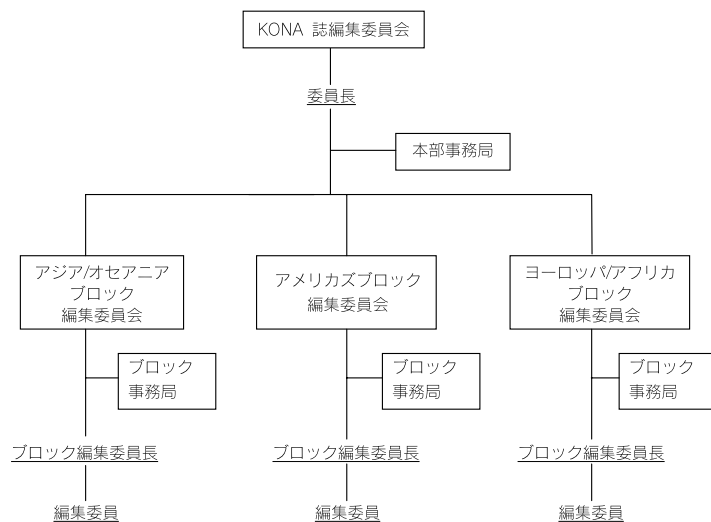 KONA 誌編集委員会
委員長
本部事務局
アジア/オセアニア
ブロック
編集委員会
アメリカズブロック
編集委員会
ヨーロッパ/アフリカ
ブロック
編集委員会
ブロック
事務局
ブロック
事務局
ブロック
事務局
ブロック編集委員長
ブロック編集委員長
ブロック編集委員長
編集委員
編集委員
編集委員